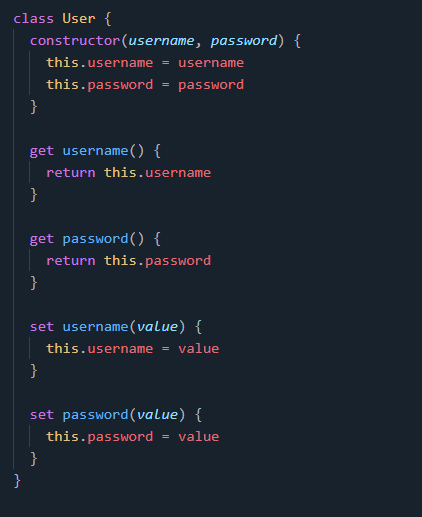 class User {
  constructor(username, password) {
    this.username = username
    this.password = password
  }

  get username() {
    return this.username
  }

  get password() {
    return this.password
  }

  set username(value) {
    this.username = value
  }

  set password(value) {
    this.password = value
  }
}